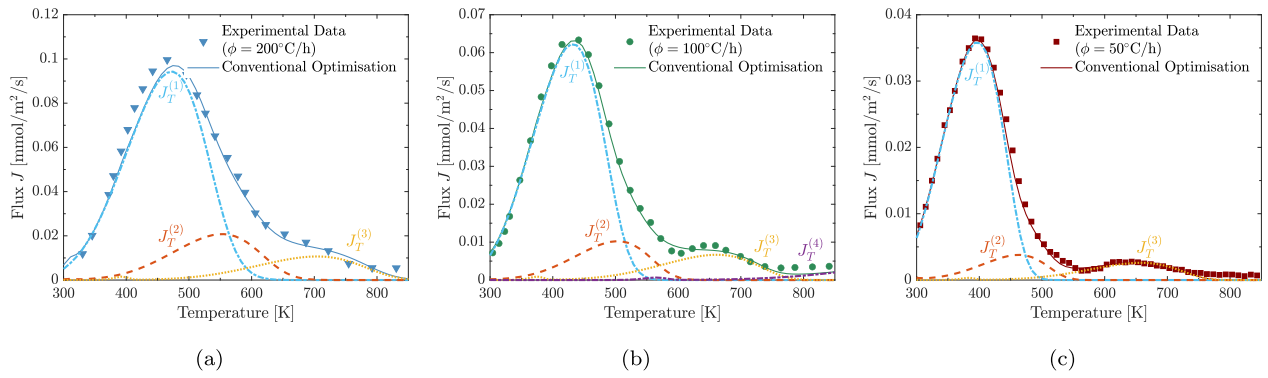 Experimental Data
(ϕ = 200°C/h)
Conventional Optimisation
J_T^(1)
J_T^(2)
J_T^(3)
0.12
0.1
0.08
0.06
0.04
0.02
0
300 400 500 600 700 800
Flux J [mmol/m²/s]
Temperature [K]
(a)
Experimental Data
(ϕ = 100°C/h)
Conventional Optimisation
J_T^(1)
J_T^(2)
J_T^(3)
J_T^(4)
0.07
0.06
0.05
0.04
0.03
0.02
0.01
0
300 400 500 600 700 800
Flux J [mmol/m²/s]
Temperature [K]
(b)
Experimental Data
(ϕ = 50°C/h)
Conventional Optimisation
J_T^(1)
J_T^(2)
J_T^(3)
0.04
0.03
0.02
0.01
0
300 400 500 600 700 800
Flux J [mmol/m²/s]
Temperature [K]
(c)